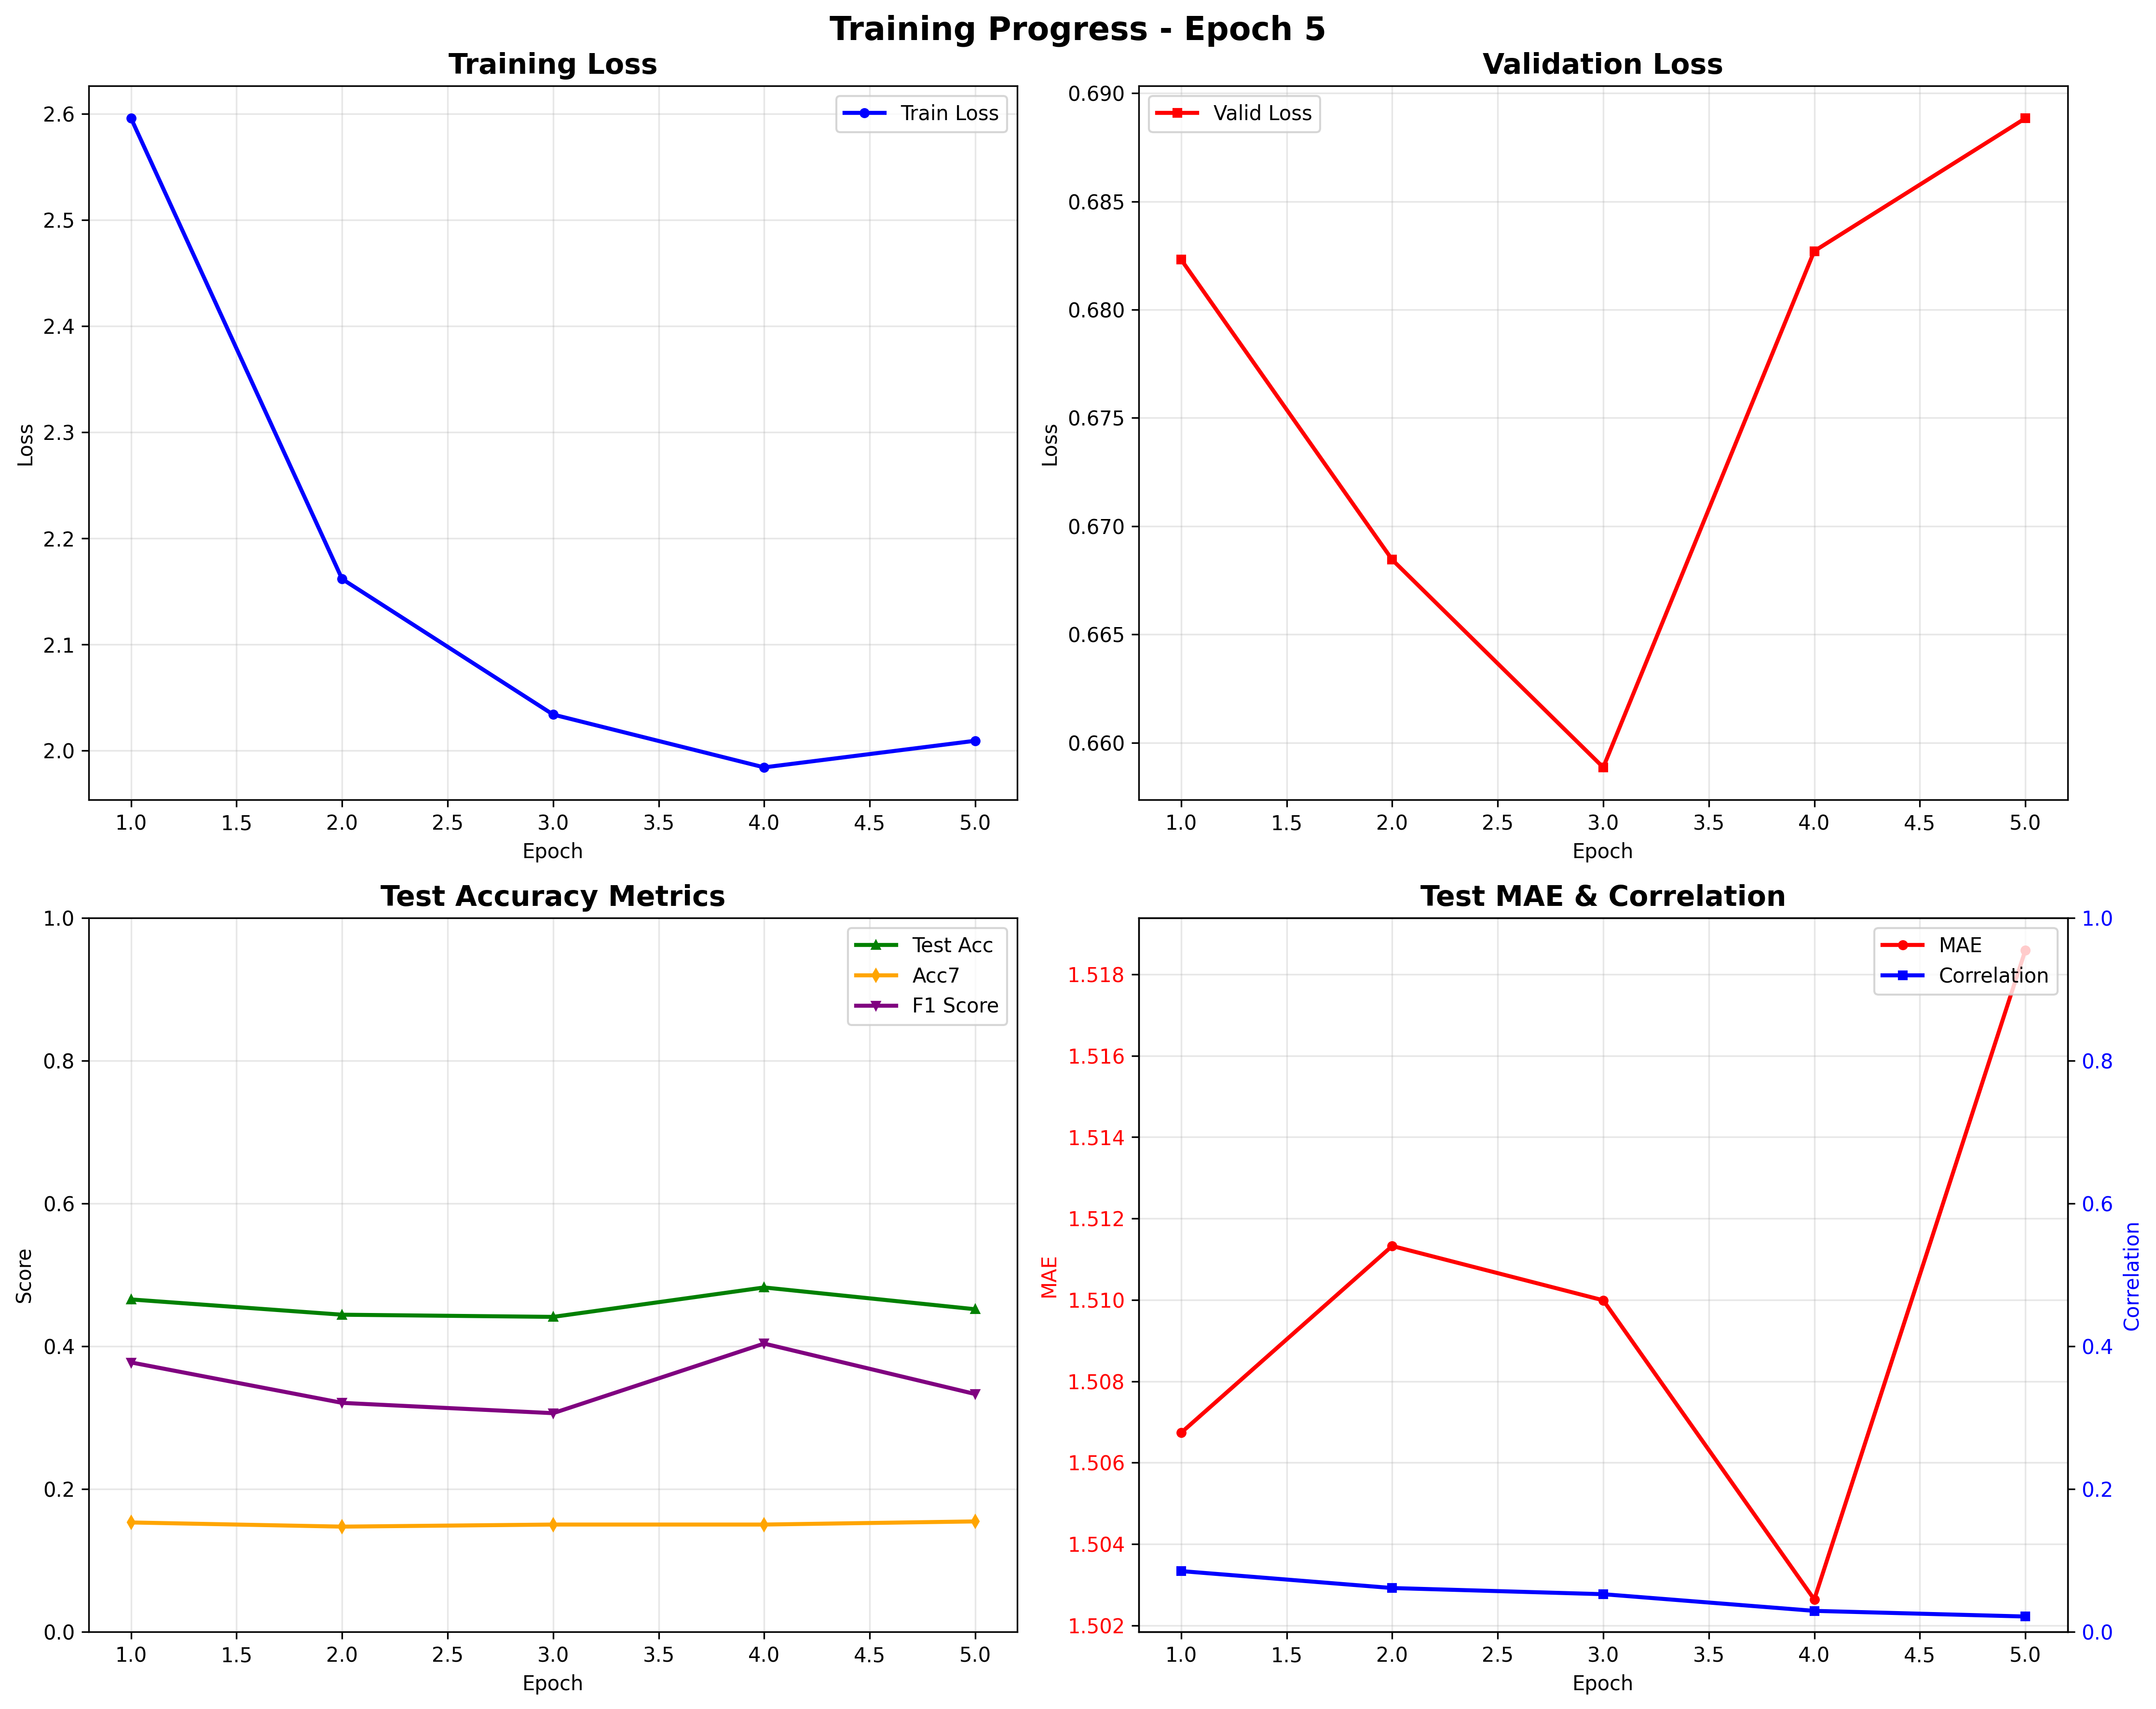 Training Progress - Epoch 5
Training Loss
2.6
2.5
2.4
2.3
2.2
2.1
2.0
Loss
Train Loss
1.0 1.5 2.0 2.5 3.0 3.5 4.0 4.5 5.0
Epoch
Validation Loss
0.690
0.685
0.680
0.675
0.670
0.665
0.660
Loss
Valid Loss
1.0 1.5 2.0 2.5 3.0 3.5 4.0 4.5 5.0
Epoch
Test Accuracy Metrics
1.0
0.8
0.6
0.4
0.2
0.0
Score
Test Acc
Acc7
F1 Score
1.0 1.5 2.0 2.5 3.0 3.5 4.0 4.5 5.0
Epoch
Test MAE & Correlation
1.518
1.516
1.514
1.512
1.510
1.508
1.506
1.504
1.502
MAE
MAE
Correlation
1.0
0.8
0.6
0.4
0.2
0.0
Correlation
1.0 1.5 2.0 2.5 3.0 3.5 4.0 4.5 5.0
Epoch